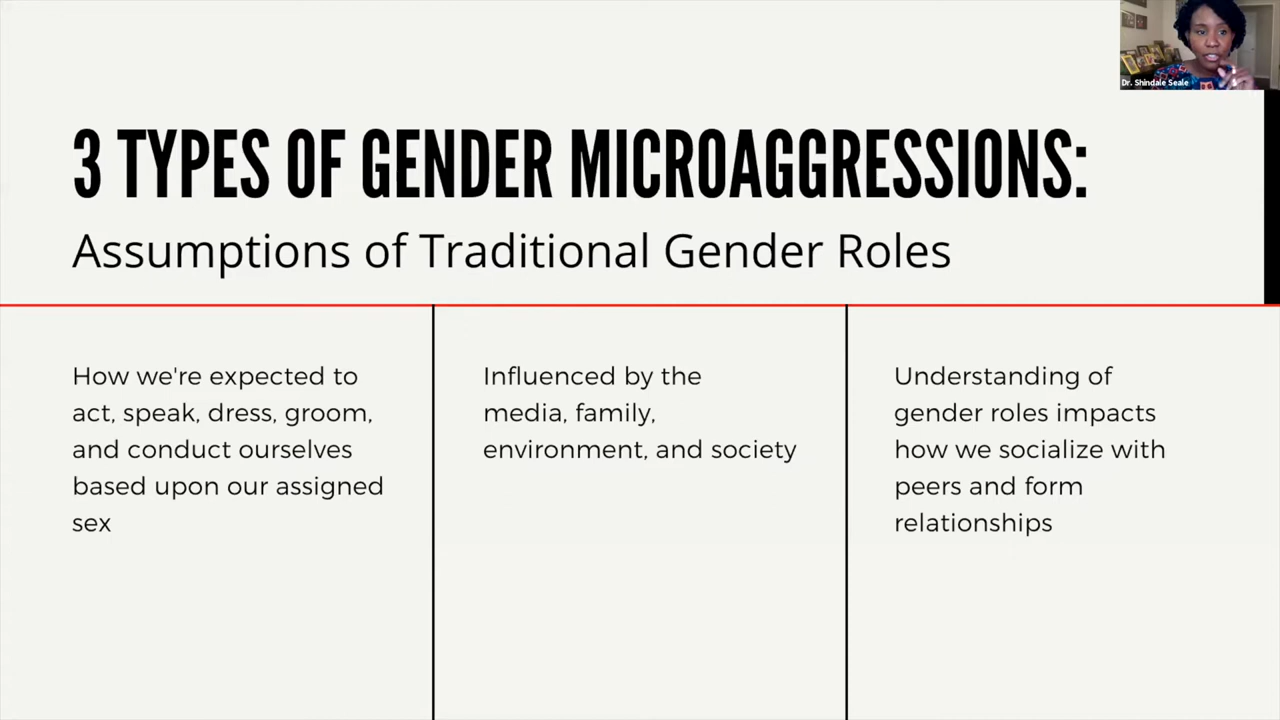 Dr. Shindale Seale
3 TYPES OF GENDER MICROAGGRESSIONS:
Assumptions of Traditional Gender Roles
How we're expected to
act, speak, dress, groom,
and conduct ourselves
based upon our assigned
sex
Influenced by the
media, family,
environment, and society
Understanding of
gender roles impacts
how we socialize with
peers and form
relationships